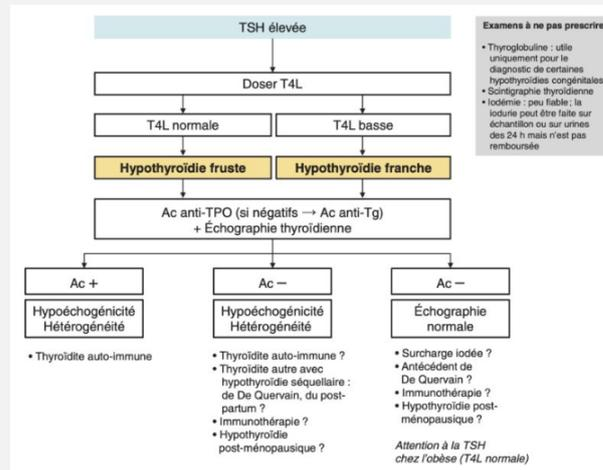 TSH élevée
Doser T4L
T4L normale
T4L basse
Hypothyroïdie fruste
Hypothyroïdie franche
Ac anti-TPO (si négatifs → Ac anti-Tg)
+ Échographie thyroïdienne
Ac +
Hypoéchogénicité
Hétérogénéité
• Thyroïdite auto-immune
Ac −
Hypoéchogénicité
Hétérogénéité
• Thyroïdite auto-immune ?
• Thyroïdite autre avec
hypothyroïdie séquellaire :
de De Quervain, du post-
partum ?
• Immunothérapie ?
• Hypothyroïdie
post-ménopausique ?
Ac −
Échographie
normale
• Surcharge iodée ?
• Antécédent de
De Quervain ?
• Immunothérapie ?
• Hypothyroïdie post-
ménopausique ?
Attention à la TSH
chez l'obèse (T4L normale)
Examens à ne pas prescrire
• Thyroglobuline : utile
uniquement pour le
diagnostic de certaines
hypothyroïdies congénitales
• Scintigraphie thyroïdienne
• Iodémie : peu fiable ; la
iodurie peut être faite sur
échantillon ou sur urines
des 24 h mais n'est pas
remboursée